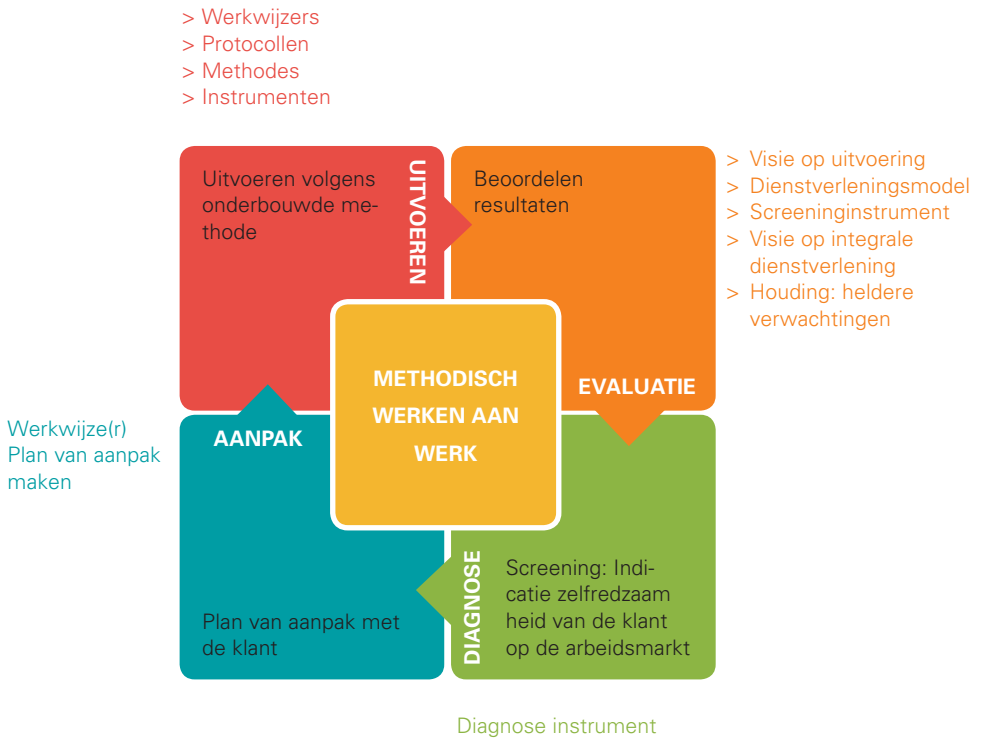 > Werkwijzers
> Protocollen
> Methodes
> Instrumenten
Uitvoeren volgens
onderbouwde me-
thode
UITVOEREN
Beoordelen
resultaten
> Visie op uitvoering
> Dienstverleningsmodel
> Screeninginstrument
> Visie op integrale
dienstverlening
> Houding: heldere
verwachtingen
METHODISCH
WERKEN AAN
WERK
EVALUATIE
AANPAK
Werkwijze(r)
Plan van aanpak
maken
Plan van aanpak met
de klant
DIAGNOSE
Screening: Indi-
catie zelfredzaam
heid van de klant
op de arbeidsmarkt
Diagnose instrument